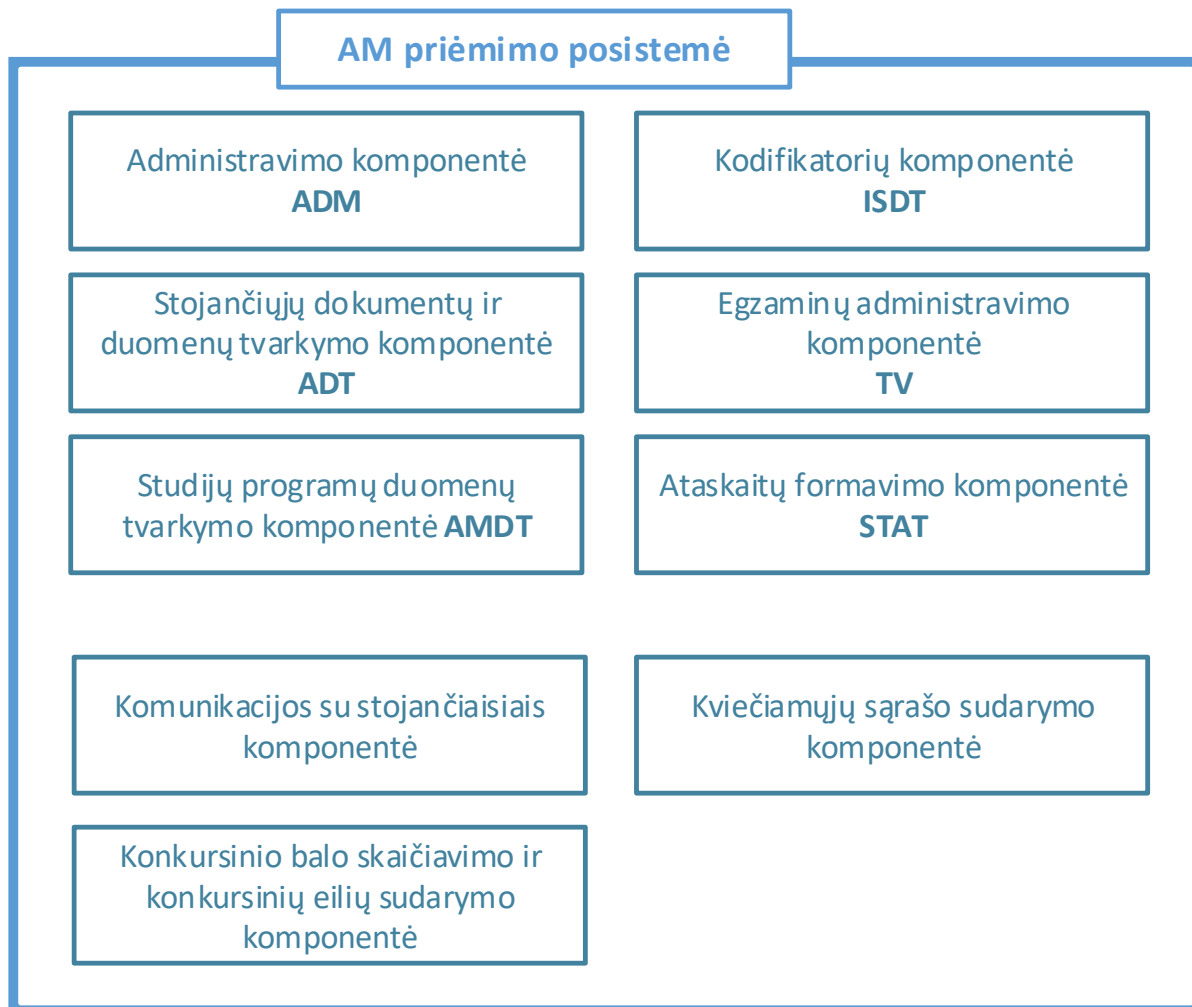 AM priėmimo posistemė
Administravimo komponentė
ADM
Kodifikatorių komponentė
ISDT
Stojančiųjų dokumentų ir
duomenų tvarkymo komponentė
ADT
Egzaminų administravimo
komponentė
TV
Studijų programų duomenų
tvarkymo komponentė AMDT
Ataskaitų formavimo komponentė
STAT
Komunikacijos su stojančiaisiais
komponentė
Kviečiamųjų sąrašo sudarymo
komponentė
Konkursinio balo skaičiavimo ir
konkursinių eilių sudarymo
komponentė